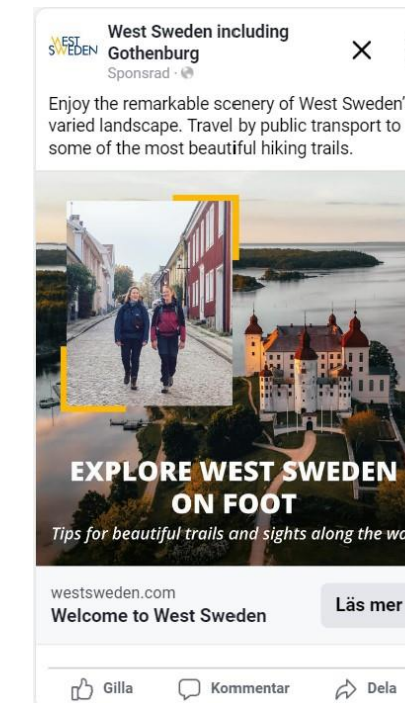 WEST
SWEDEN
West Sweden including
Gothenburg
Sponsrad ·
Enjoy the remarkable scenery of West Sweden'
varied landscape. Travel by public transport to
some of the most beautiful hiking trails.
EXPLORE WEST SWEDEN
ON FOOT
Tips for beautiful trails and sights along the
westsweden.com
Welcome to West Sweden
Läs mer
Gilla
Kommentar
Dela